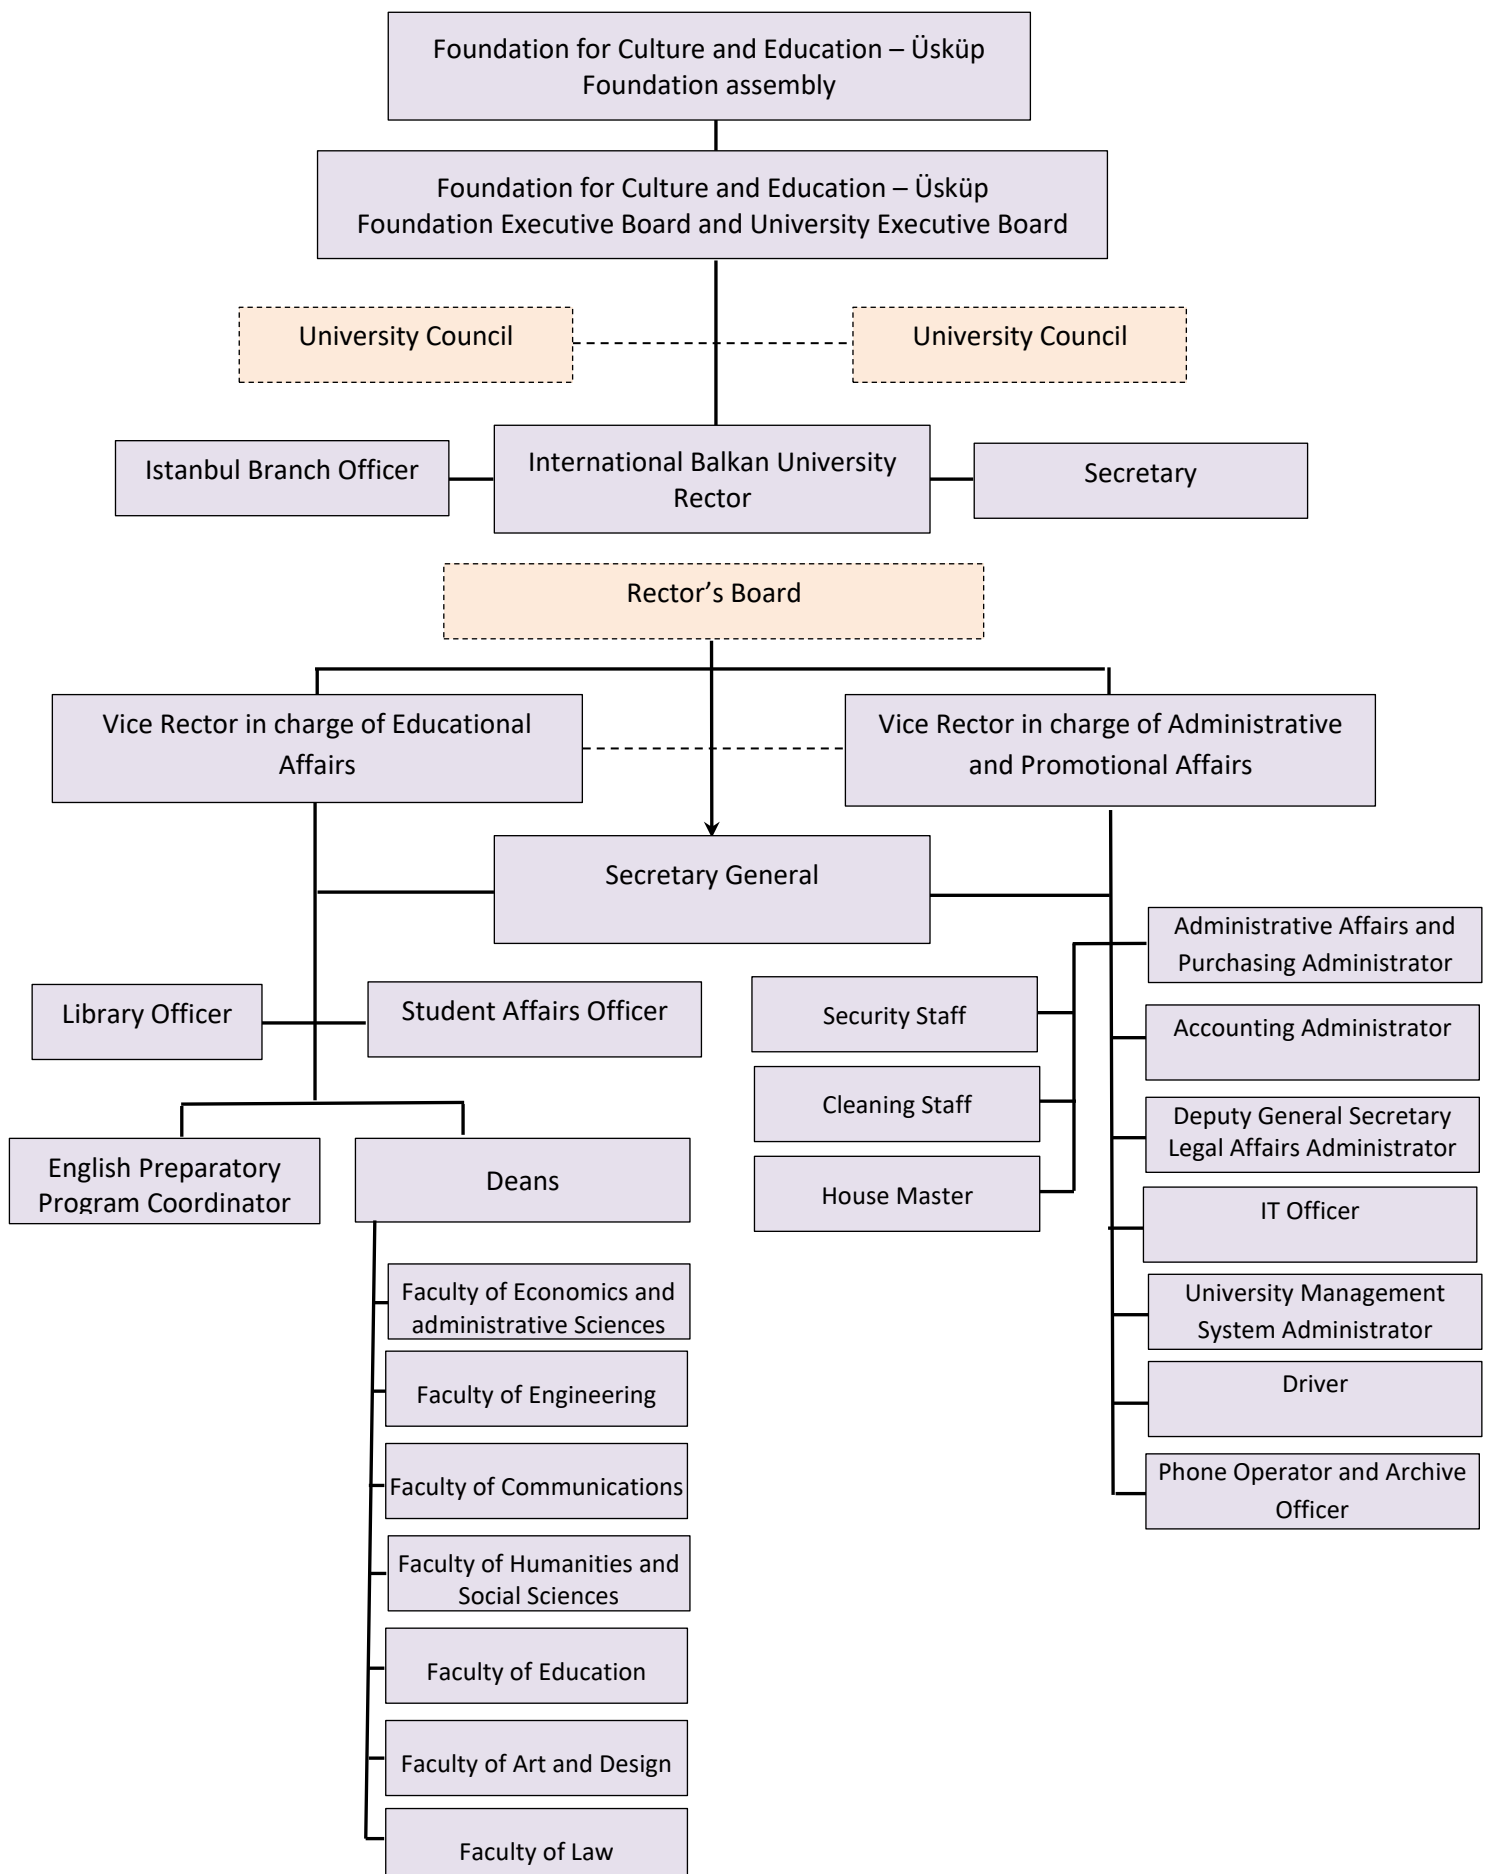 Foundation for Culture and Education – Üsküp
Foundation assembly
Foundation for Culture and Education – Üsküp
Foundation Executive Board and University Executive Board
University Council
University Council
Istanbul Branch Officer
International Balkan University
Rector
Secretary
Rector’s Board
Vice Rector in charge of Educational
Affairs
Vice Rector in charge of Administrative
and Promotional Affairs
Secretary General
Library Officer
Student Affairs Officer
English Preparatory
Program Coordinator
Deans
Faculty of Economics and
administrative Sciences
Faculty of Engineering
Faculty of Communications
Faculty of Humanities and
Social Sciences
Faculty of Education
Faculty of Art and Design
Faculty of Law
Security Staff
Cleaning Staff
House Master
Administrative Affairs and
Purchasing Administrator
Accounting Administrator
Deputy General Secretary
Legal Affairs Administrator
IT Officer
University Management
System Administrator
Driver
Phone Operator and Archive
Officer